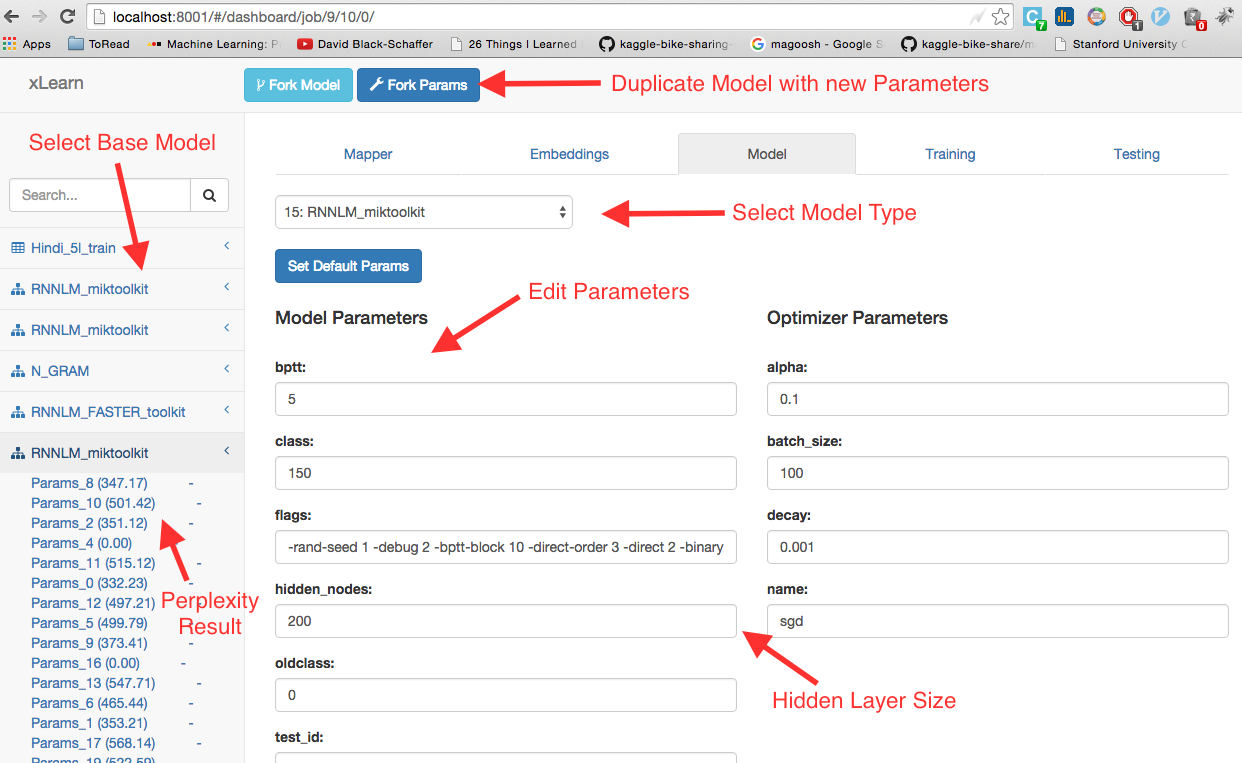 localhost:8001/#/dashboard/job/9/10/0/
7
1
0
Apps
ToRead
Machine Learning: P
David Black-Schaffer
26 Things I Learned
kaggle-bike-sharing-
magoosh - Google S
kaggle-bike-share/m
Stanford University
xLearn
Fork Model
Fork Params
Duplicate Model with new Parameters
Select Base Model
Search...
Mapper
Embeddings
Model
Training
Testing
15: RNNLM_miktoolkit
Select Model Type
Set Default Params
Edit Parameters
Hindi_5l_train
RNNLM_miktoolkit
RNNLM_miktoolkit
N_GRAM
RNNLM_FASTER_toolkit
RNNLM_miktoolkit
Params_8 (347.17) -
Params_10 (501.42) -
Params_2 (351.12) -
Params_4 (0.00)
Params_11 (515.12) -
Params_0 (332.23) -
Params_12 (497.21) -
Params_5 (499.79)
Params_9 (373.41) -
Params_16 (0.00) -
Params_13 (547.71) -
Params_6 (465.44) -
Params_1 (353.21) -
Params_17 (568.14) -
Params_19 (522.59)
Perplexity
Result
Model Parameters
bptt:
5
class:
150
flags:
-rand-seed 1 -debug 2 -bptt-block 10 -direct-order 3 -direct 2 -binary
hidden_nodes:
200
oldclass:
0
test_id:
Optimizer Parameters
alpha:
0.1
batch_size:
100
decay:
0.001
name:
sgd
Hidden Layer Size